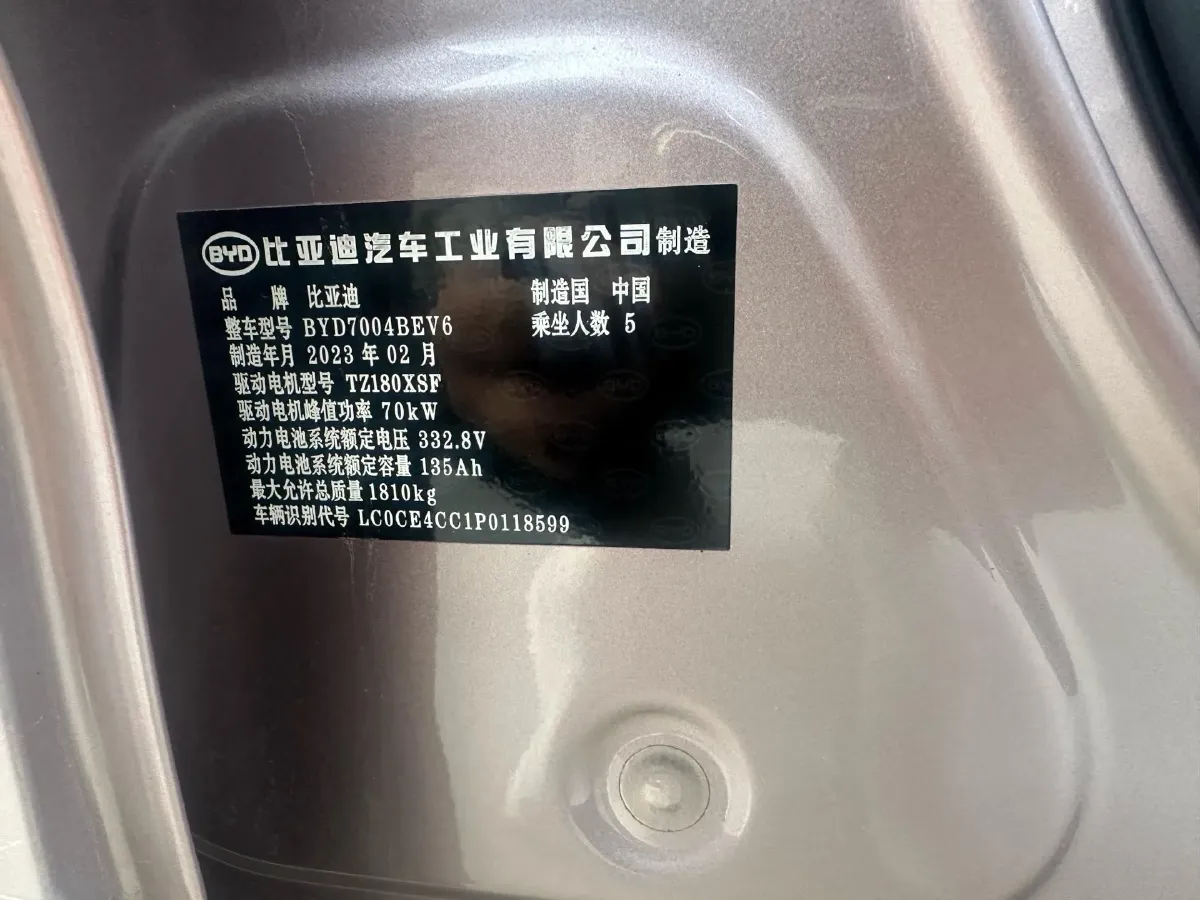 BYD 比亚迪汽车工业有限公司制造
品 牌 比亚迪 制造国 中国
整车型号 BYD7004BEV6 乘坐人数 5
制造年月 2023 年 02 月
驱动电机型号 TZ180XSF
驱动电机峰值功率 70kW
动力电池系统额定电压 332.8V
动力电池系统额定容量 135Ah
最大允许总质量 1810kg
车辆识别代号 LC0CE4CC1P0118599